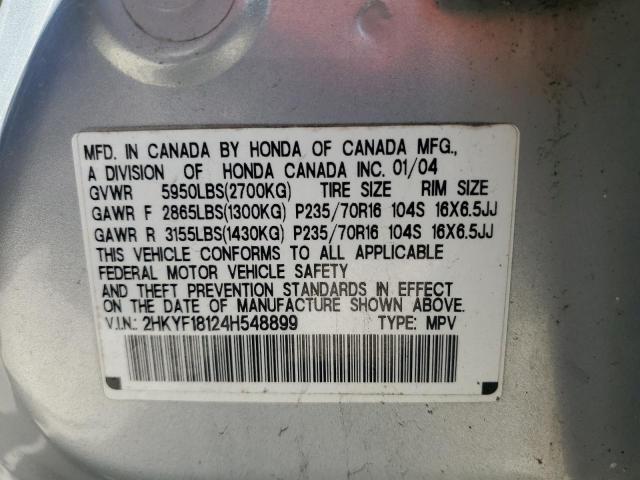 MFD. IN CANADA BY HONDA OF CANADA MFG.,
A DIVISION OF HONDA CANADA INC. 01/04
GVWR 5950LBS(2700KG) TIRE SIZE RIM SIZE
GAWR F 2865LBS(1300KG) P235/70R16 104S 16X6.5JJ
GAWR R 3155LBS(1430KG) P235/70R16 104S 16X6.5JJ
THIS VEHICLE CONFORMS TO ALL APPLICABLE
FEDERAL MOTOR VEHICLE SAFETY
AND THEFT PREVENTION STANDARDS IN EFFECT
ON THE DATE OF MANUFACTURE SHOWN ABOVE.
V.I.N.: 2HKYF18124H548899 TYPE: MPV